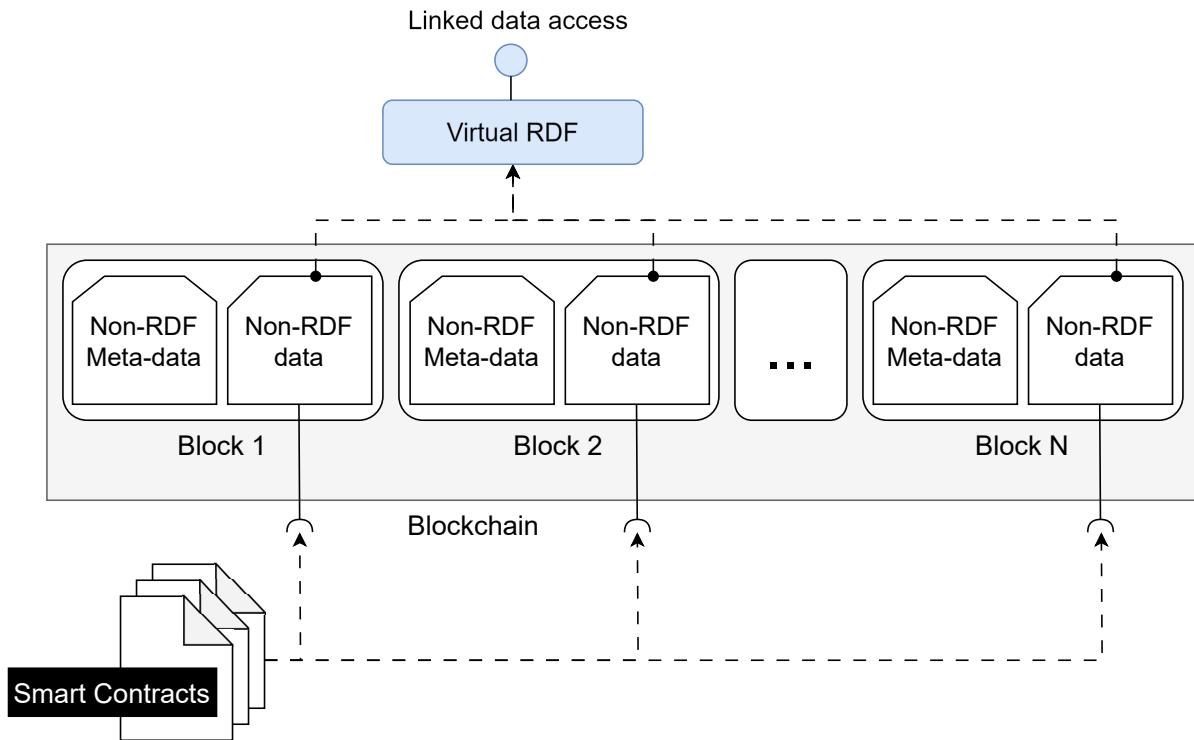 Linked data access
Virtual RDF
Non-RDF
Meta-data
Non-RDF
data
Non-RDF
Meta-data
Non-RDF
data
...
Non-RDF
Meta-data
Non-RDF
data
Block 1
Block 2
Block N
Blockchain
Smart Contracts